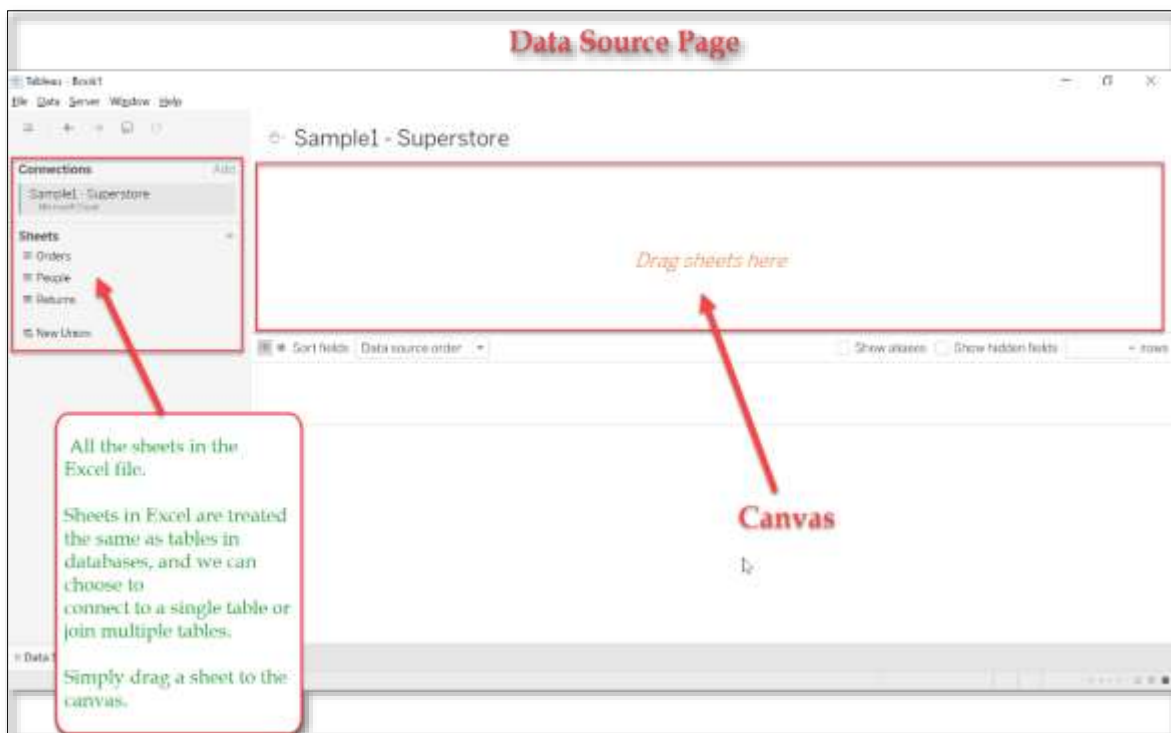 Data Source Page
Tableau - Book1
File Data Server Window Help
Sample1 - Superstore
Connections Add
Sample1 - Superstore
Microsoft Excel
Sheets
Orders
People
Returns
New Union
Drag sheets here
Sort fields Data source order Show aliases Show hidden fields rows
All the sheets in the
Excel file.
Sheets in Excel are treated
the same as tables in
databases, and we can
choose to
connect to a single table or
join multiple tables.
Simply drag a sheet to the
canvas.
Canvas
Data S